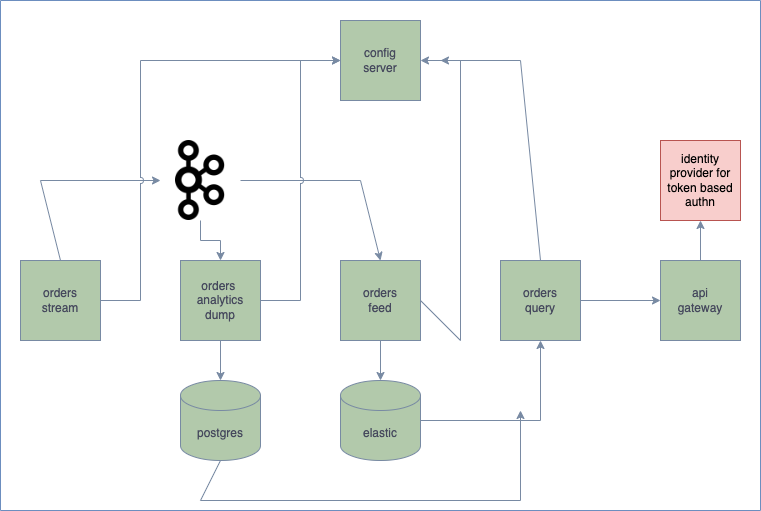 config
server
identity
provider for
token based
authn
orders
stream
orders
analytics
dump
orders
feed
orders
query
api
gateway
postgres
elastic